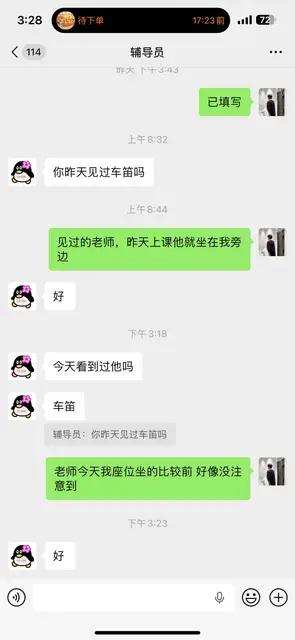 3:28
待下单
17:23前
72
114
辅导员
昨天 下午3:43
已填写
上午8:32
你昨天见过车笛吗
上午8:44
见过的老师，昨天上课他就坐在我旁
边
好
下午3:18
今天看到过他吗
车笛
辅导员：你昨天见过车笛吗
老师今天我座位坐的比较前 好像没注
意到
下午3:23
好